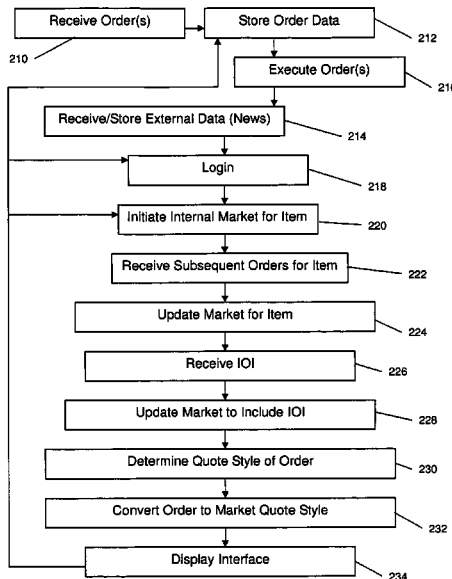 Receive Order(s)
210
Store Order Data
212
Execute Order(s)
216
Receive/Store External Data (News)
214
Login
218
Initiate Internal Market for Item
220
Receive Subsequent Orders for Item
222
Update Market for Item
224
Receive IOI
226
Update Market to Include IOI
228
Determine Quote Style of Order
230
Convert Order to Market Quote Style
232
Display Interface
234